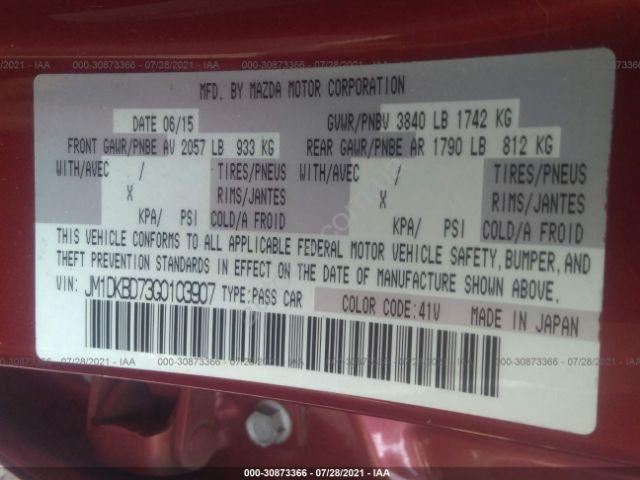 000-30873366 • 07/28/2021 • IAA
MFD. BY MAZDA MOTOR CORPORATION
DATE 06/15 GVWR/PNBV 3840 LB 1742 KG
FRONT GAWR/PNBE AV 2057 LB 933 KG REAR GAWR/PNBE AR 1790 LB 812 KG
WITH/AVEC / TIRES/PNEUS WITH/AVEC / TIRES/PNEUS
X RIMS/JANTES X RIMS/JANTES
KPA/ PSI COLD/A FROID KPA/ PSI COLD/A FROID
THIS VEHICLE CONFORMS TO ALL APPLICABLE FEDERAL MOTOR VEHICLE SAFETY, BUMPER, AND
THEFT PREVENTION STANDARDS IN EFFECT ON THE DATE OF MANUFACTURE SHOWN ABOVE.
VIN: JM1DKBD73G0103907 TYPE:PASS CAR COLOR CODE:41V MADE IN JAPAN
000-30873366 • 07/28/2021 • IAA
000-30873366 • 07/28/2021 • IAA